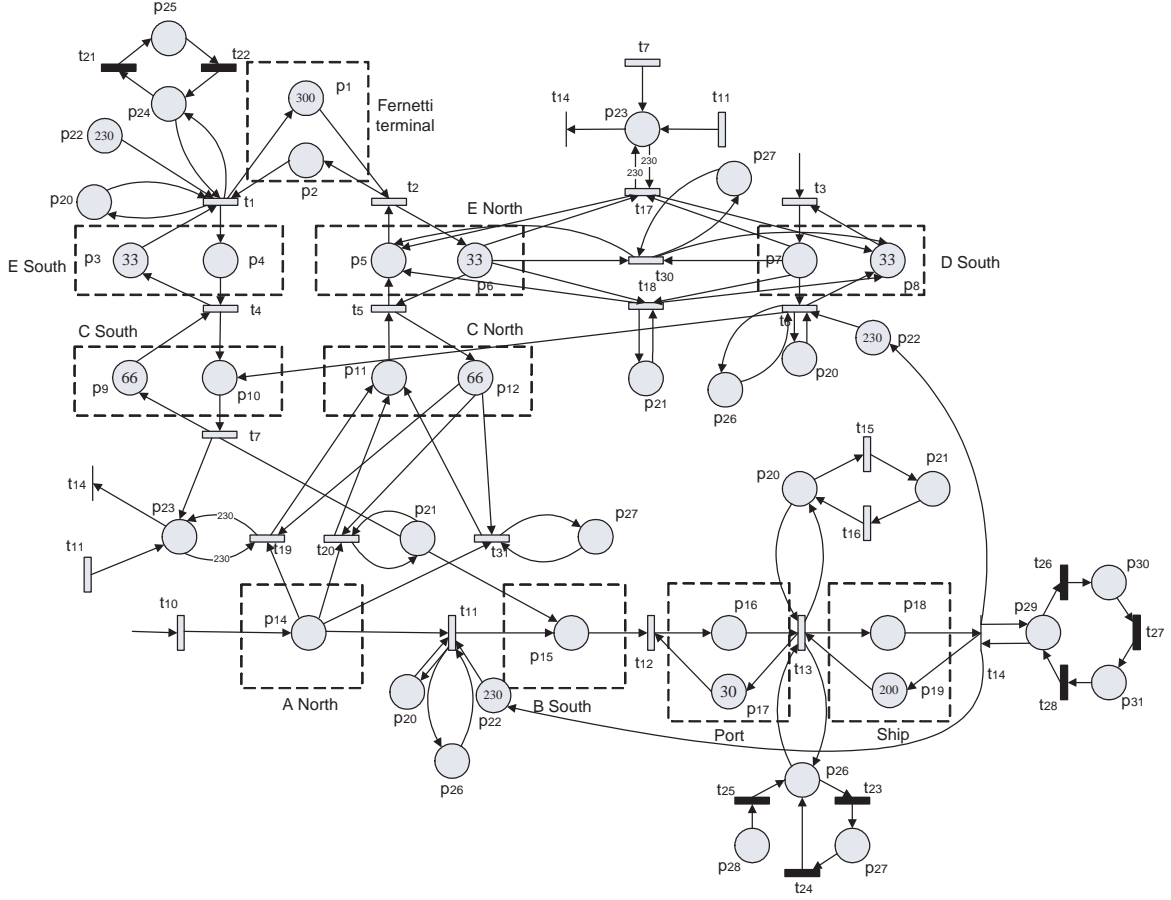 p25
t21
t22
p24
p1
300
Fernetti
terminal
p22
230
p2
p20
t1
t2
t7
t14
p23
t11
230
230
p27
t17
t3
E North
E South
p3
33
p4
p5
33
p6
t30
p7
33
p8
D South
t4
t5
t18
t6
230
p22
C South
C North
p9
66
p10
p11
66
p12
p21
p26
p20
t7
t15
p20
p21
t16
t14
p23
230
230
t19
t20
p21
t31
p27
t11
t10
p14
t11
p15
p16
p18
t26
p30
p29
t27
t12
30
p17
t13
200
p19
t14
t28
p31
A North
p20
230
p22
B South
Port
Ship
p26
p26
t25
t23
p28
p27
t24